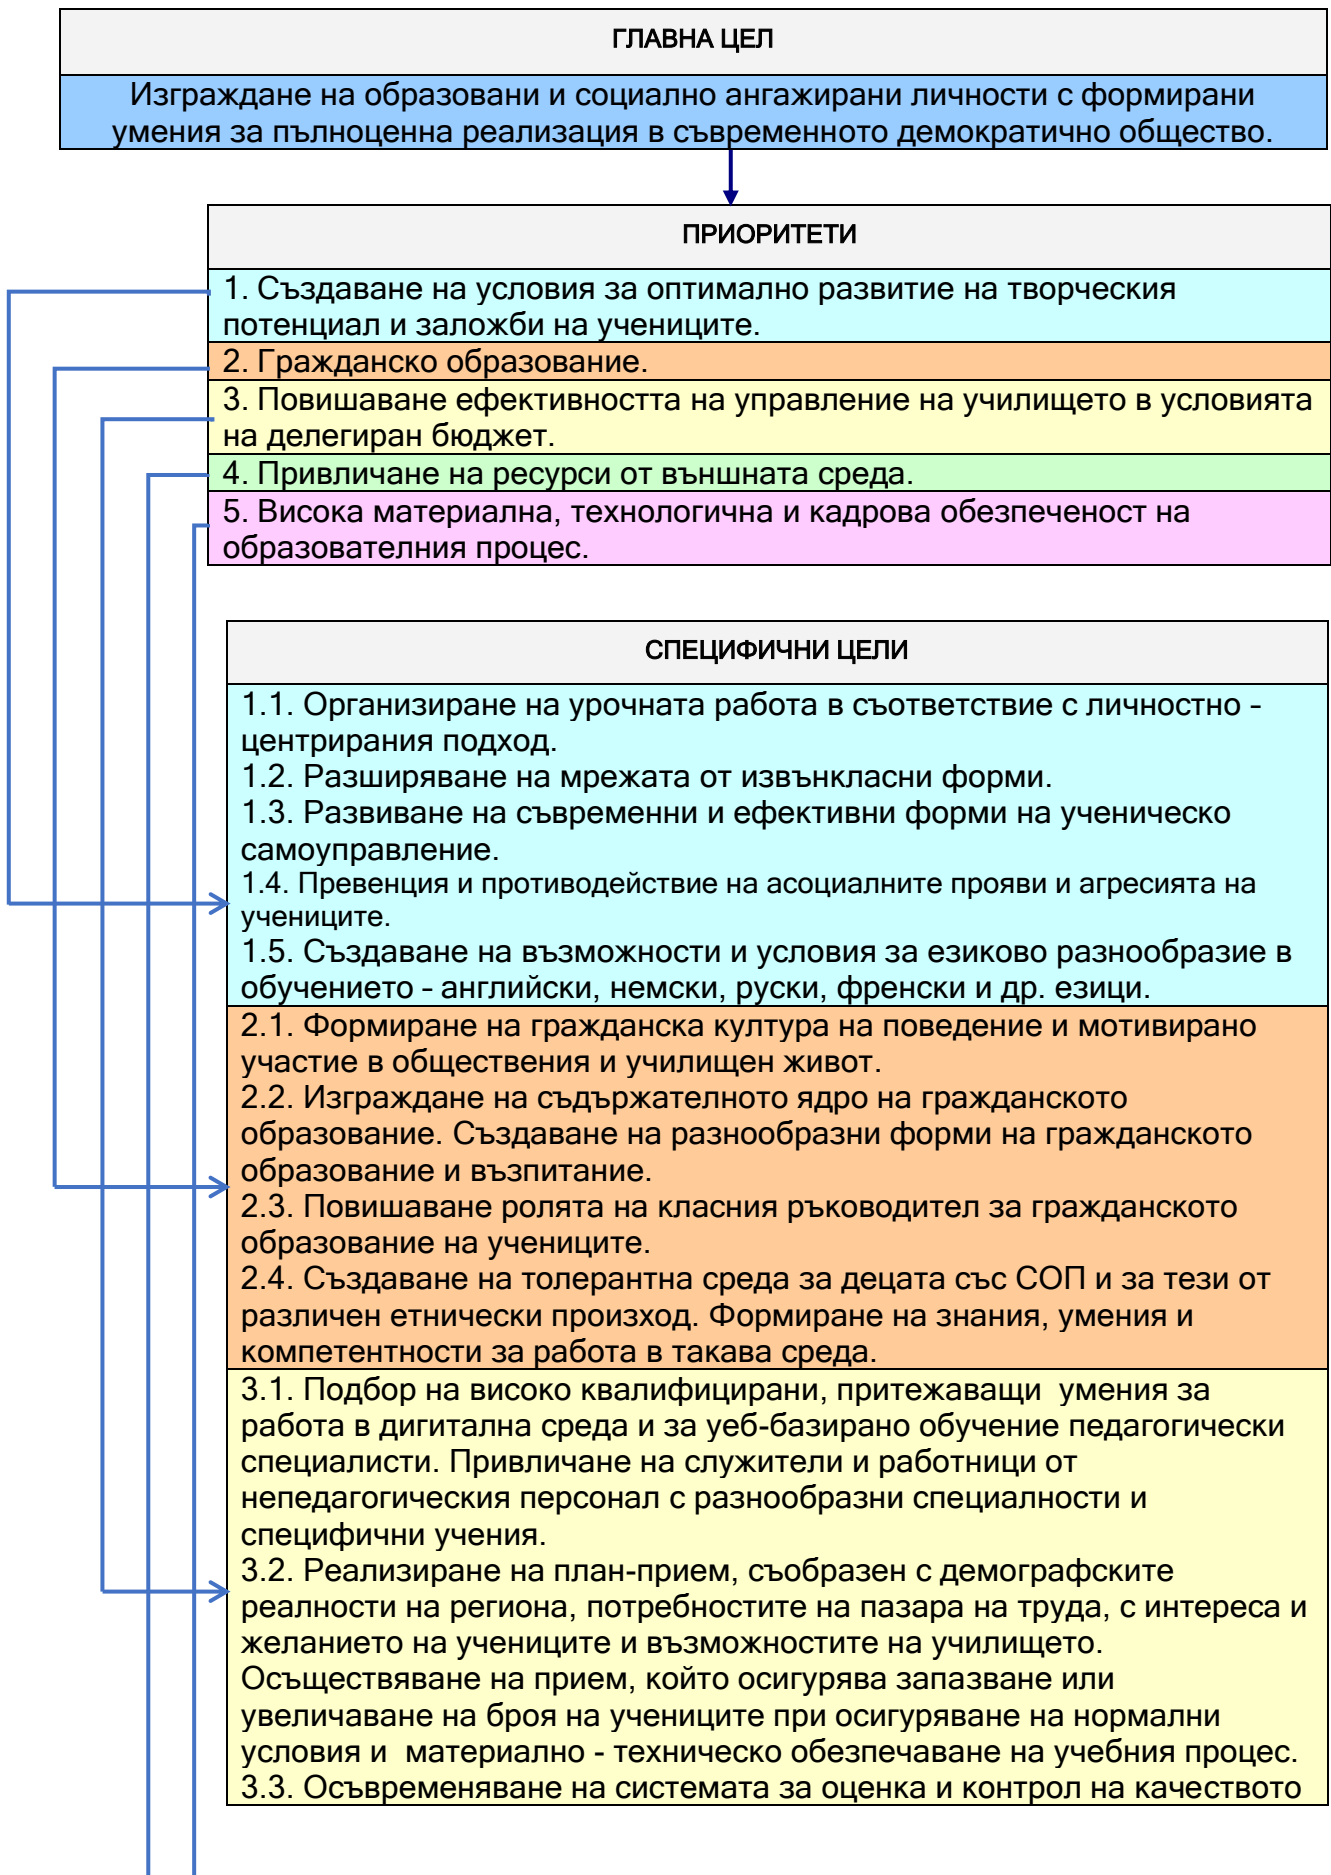 ГЛАВНА ЦЕЛ
Изграждане на образовани и социално ангажирани личности с формирани
умения за пълноценна реализация в съвременното демократично общество.
ПРИОРИТЕТИ
1. Създаване на условия за оптимално развитие на творческия
потенциал и заложби на учениците.
2. Гражданско образование.
3. Повишаване ефективността на управление на училището в условията
на делегиран бюджет.
4. Привличане на ресурси от външната среда.
5. Висока материална, технологична и кадрова обезпеченост на
образователния процес.
СПЕЦИФИЧНИ ЦЕЛИ
1.1. Организиране на урочната работа в съответствие с личностно –
центрирания подход.
1.2. Разширяване на мрежата от извънкласни форми.
1.3. Развиване на съвременни и ефективни форми на ученическо
самоуправление.
1.4. Превенция и противодействие на асоциалните прояви и агресията на
учениците.
1.5. Създаване на възможности и условия за езиково разнообразие в
обучението – английски, немски, руски, френски и др. езици.
2.1. Формиране на гражданска култура на поведение и мотивирано
участие в обществения и училищен живот.
2.2. Изграждане на съдържателното ядро на гражданското
образование. Създаване на разнообразни форми на гражданското
образование и възпитание.
2.3. Повишаване ролята на класния ръководител за гражданското
образование на учениците.
2.4. Създаване на толерантна среда за децата със СОП и за тези от
различен етнически произход. Формиране на знания, умения и
компетентности за работа в такава среда.
3.1. Подбор на високо квалифицирани, притежаващи  умения за
работа в дигитална среда и за уеб-базирано обучение педагогически
специалисти. Привличане на служители и работници от
непедагогическия персонал с разнообразни специалности и
специфични учения.
3.2. Реализиране на план-прием, съобразен с демографските
реалности на региона, потребностите на пазара на труда, с интереса и
желанието на учениците и възможностите на училището.
Осъществяване на прием, който осигурява запазване или
увеличаване на броя на учениците при осигуряване на нормални
условия и  материално - техническо обезпечаване на учебния процес.
3.3. Осъвременяване на системата за оценка и контрол на качеството